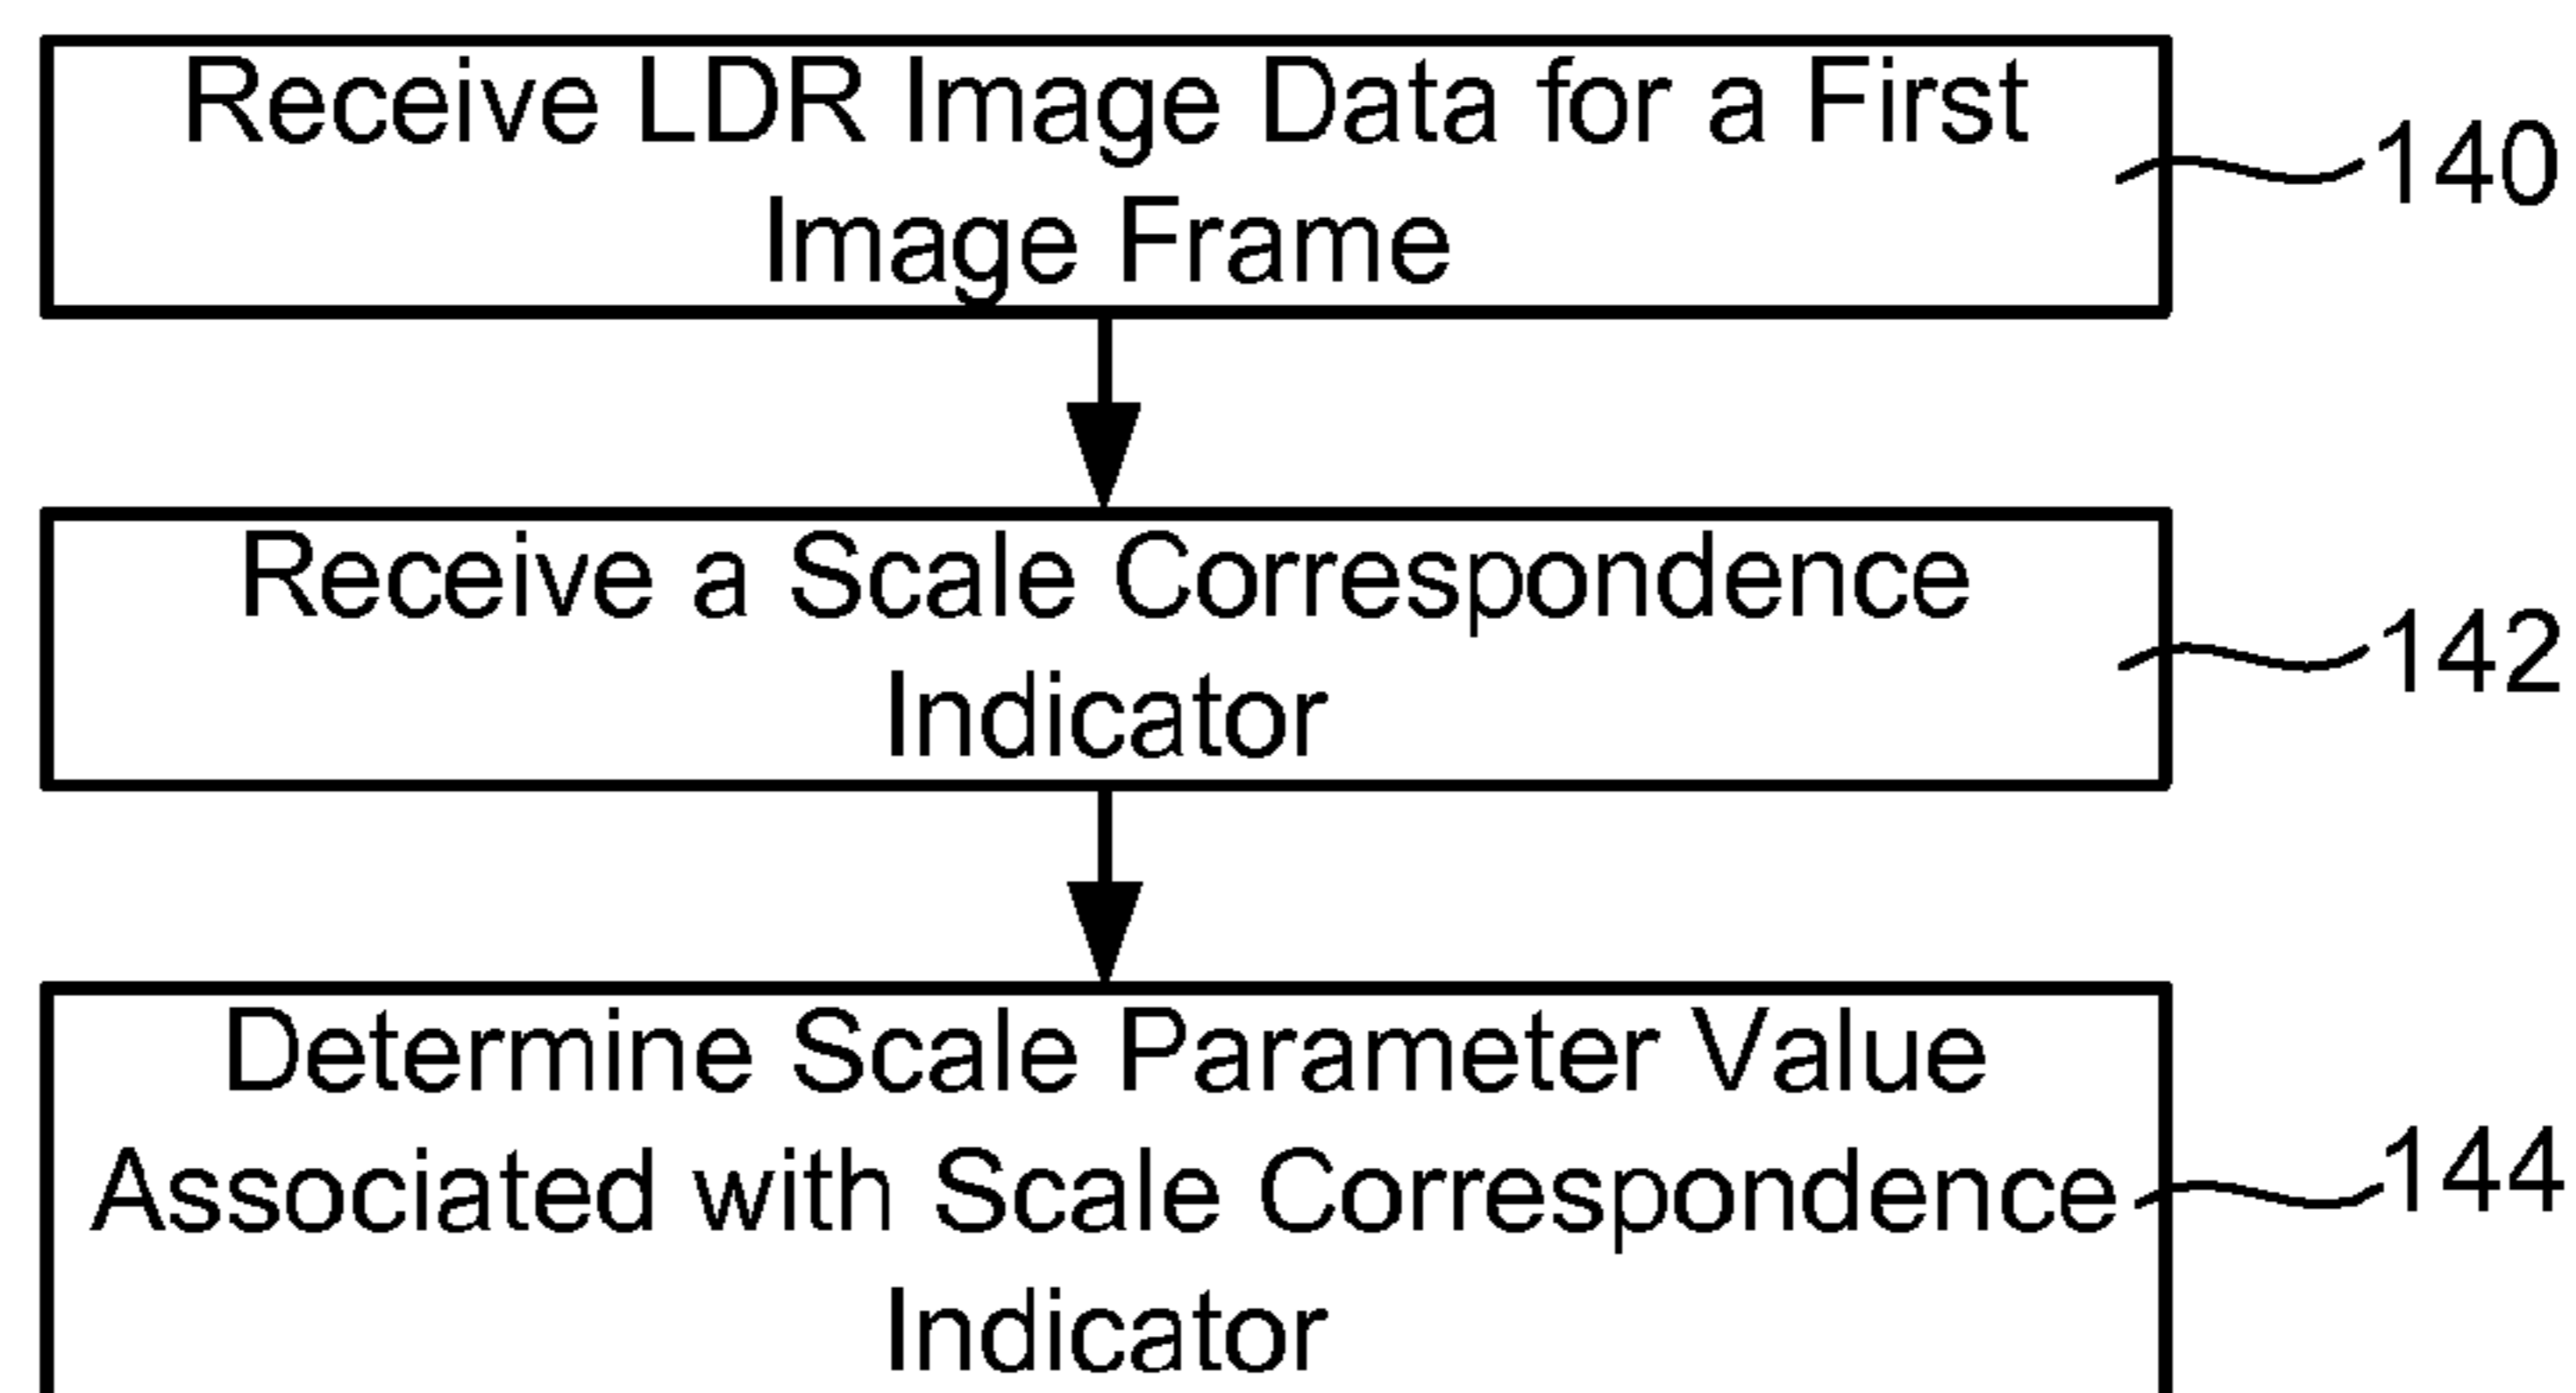 Receive LDR Image Data for a First
Image Frame
140
Receive a Scale Correspondence
Indicator
142
Determine Scale Parameter Value
Associated with Scale Correspondence
Indicator
144